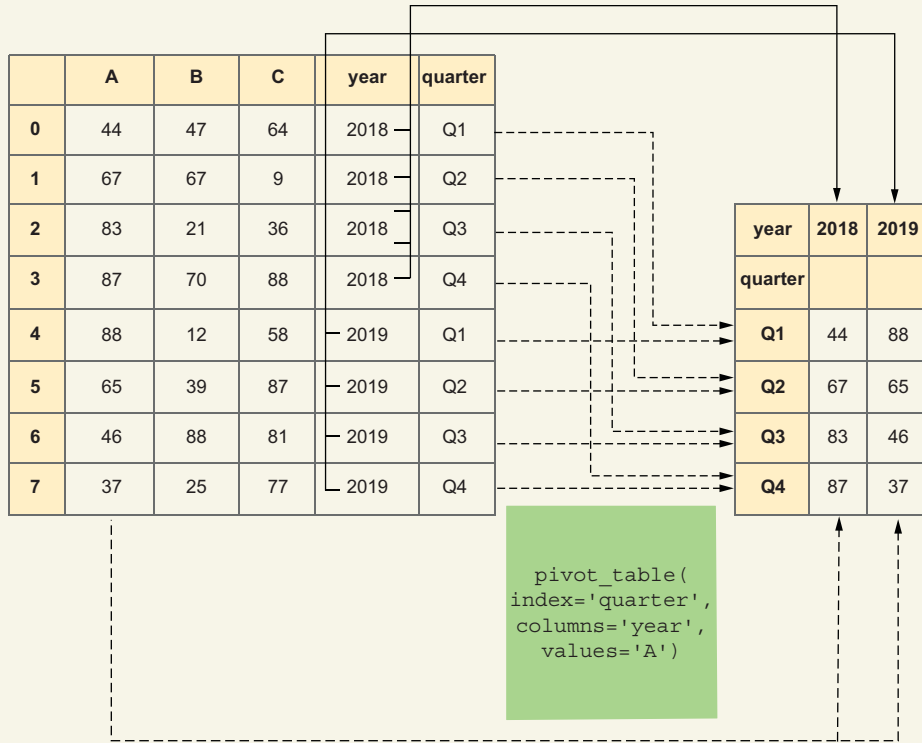 A B C year quarter
0 44 47 64 2018 Q1
1 67 67 9 2018 Q2
2 83 21 36 2018 Q3
3 87 70 88 2018 Q4
4 88 12 58 2019 Q1
5 65 39 87 2019 Q2
6 46 88 81 2019 Q3
7 37 25 77 2019 Q4
year 2018 2019
quarter
Q1 44 88
Q2 67 65
Q3 83 46
Q4 87 37
pivot_table(
index='quarter',
columns='year',
values='A')